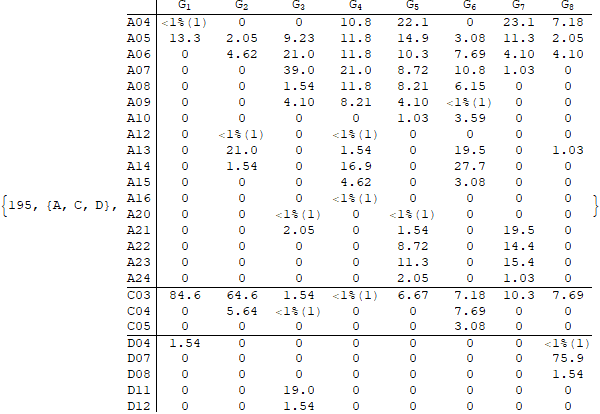 G1 G2 G3 G4 G5 G6 G7 G8
A04 <1%(1) 0 0 10.8 22.1 0 23.1 7.18
A05 13.3 2.05 9.23 11.8 14.9 3.08 11.3 2.05
A06 0 4.62 21.0 11.8 10.3 7.69 4.10 4.10
A07 0 0 39.0 21.0 8.72 10.8 1.03 0
A08 0 0 1.54 11.8 8.21 6.15 0 0
A09 0 0 4.10 8.21 4.10 <1%(1) 0 0
A10 0 0 0 0 1.03 3.59 0 0
A12 0 <1%(1) 0 <1%(1) 0 0 0 0
A13 0 21.0 0 1.54 0 19.5 0 1.03
A14 0 1.54 0 16.9 0 27.7 0 0
A15 0 0 0 4.62 0 3.08 0 0
{195, {A, C, D}, A16 0 0 0 <1%(1) 0 0 0 0 }
A20 0 0 <1%(1) 0 <1%(1) 0 0 0
A21 0 0 2.05 0 1.54 0 19.5 0
A22 0 0 0 0 8.72 0 14.4 0
A23 0 0 0 0 11.3 0 15.4 0
A24 0 0 0 0 2.05 0 1.03 0
C03 84.6 64.6 1.54 <1%(1) 6.67 7.18 10.3 7.69
C04 0 5.64 <1%(1) 0 0 7.69 0 0
C05 0 0 0 0 0 3.08 0 0
D04 1.54 0 0 0 0 0 0 <1%(1)
D07 0 0 0 0 0 0 0 75.9
D08 0 0 0 0 0 0 0 1.54
D11 0 0 19.0 0 0 0 0 0
D12 0 0 1.54 0 0 0 0 0